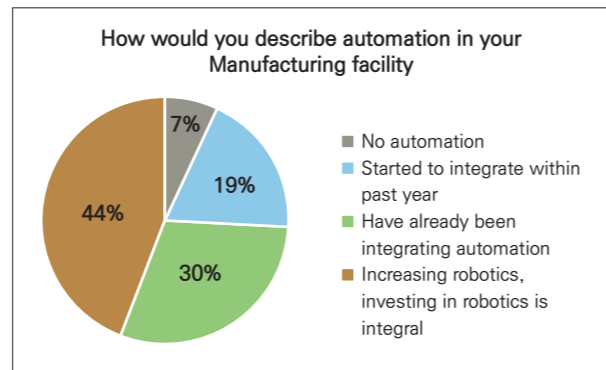 How would you describe automation in your
Manufacturing facility
7%
19%
44%
30%
No automation
Started to integrate within
past year
Have already been
integrating automation
Increasing robotics,
investing in robotics is
integral